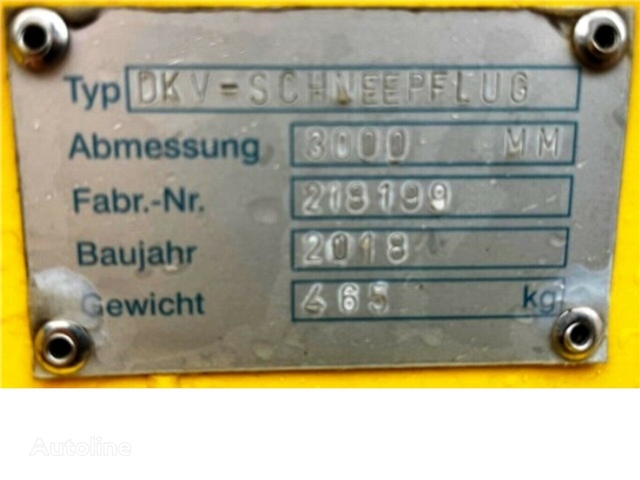 Typ DKV-SCHNEEPFLUG
Abmessung 3000 MM
Fabr.-Nr. 218199
Baujahr 2018
Gewicht 465 kg
Autoline